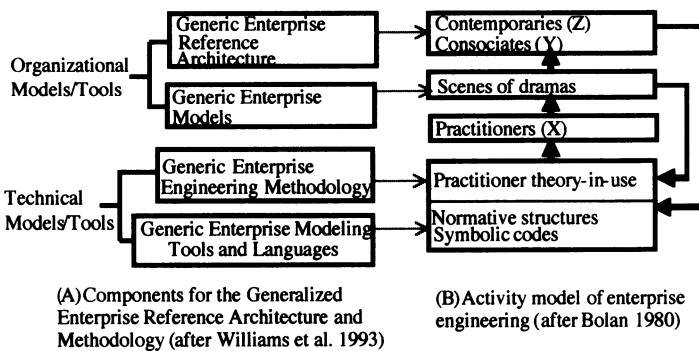 Organizational
Models/Tools
Generic Enterprise
Reference
Architecture
Generic Enterprise
Models
Technical
Models/Tools
Generic Enterprise
Engineering Methodology
Generic Enterprise Modeling
Tools and Languages
(A)Components for the Generalized
Enterprise Reference Architecture and
Methodology (after Williams et al. 1993)
Contemporaries (Z)
Consociates (Y)
Scenes of dramas
Practitioners (X)
Practitioner theory-in-use
Normative structures
Symbolic codes
(B)Activity model of enterprise
engineering (after Bolan 1980)